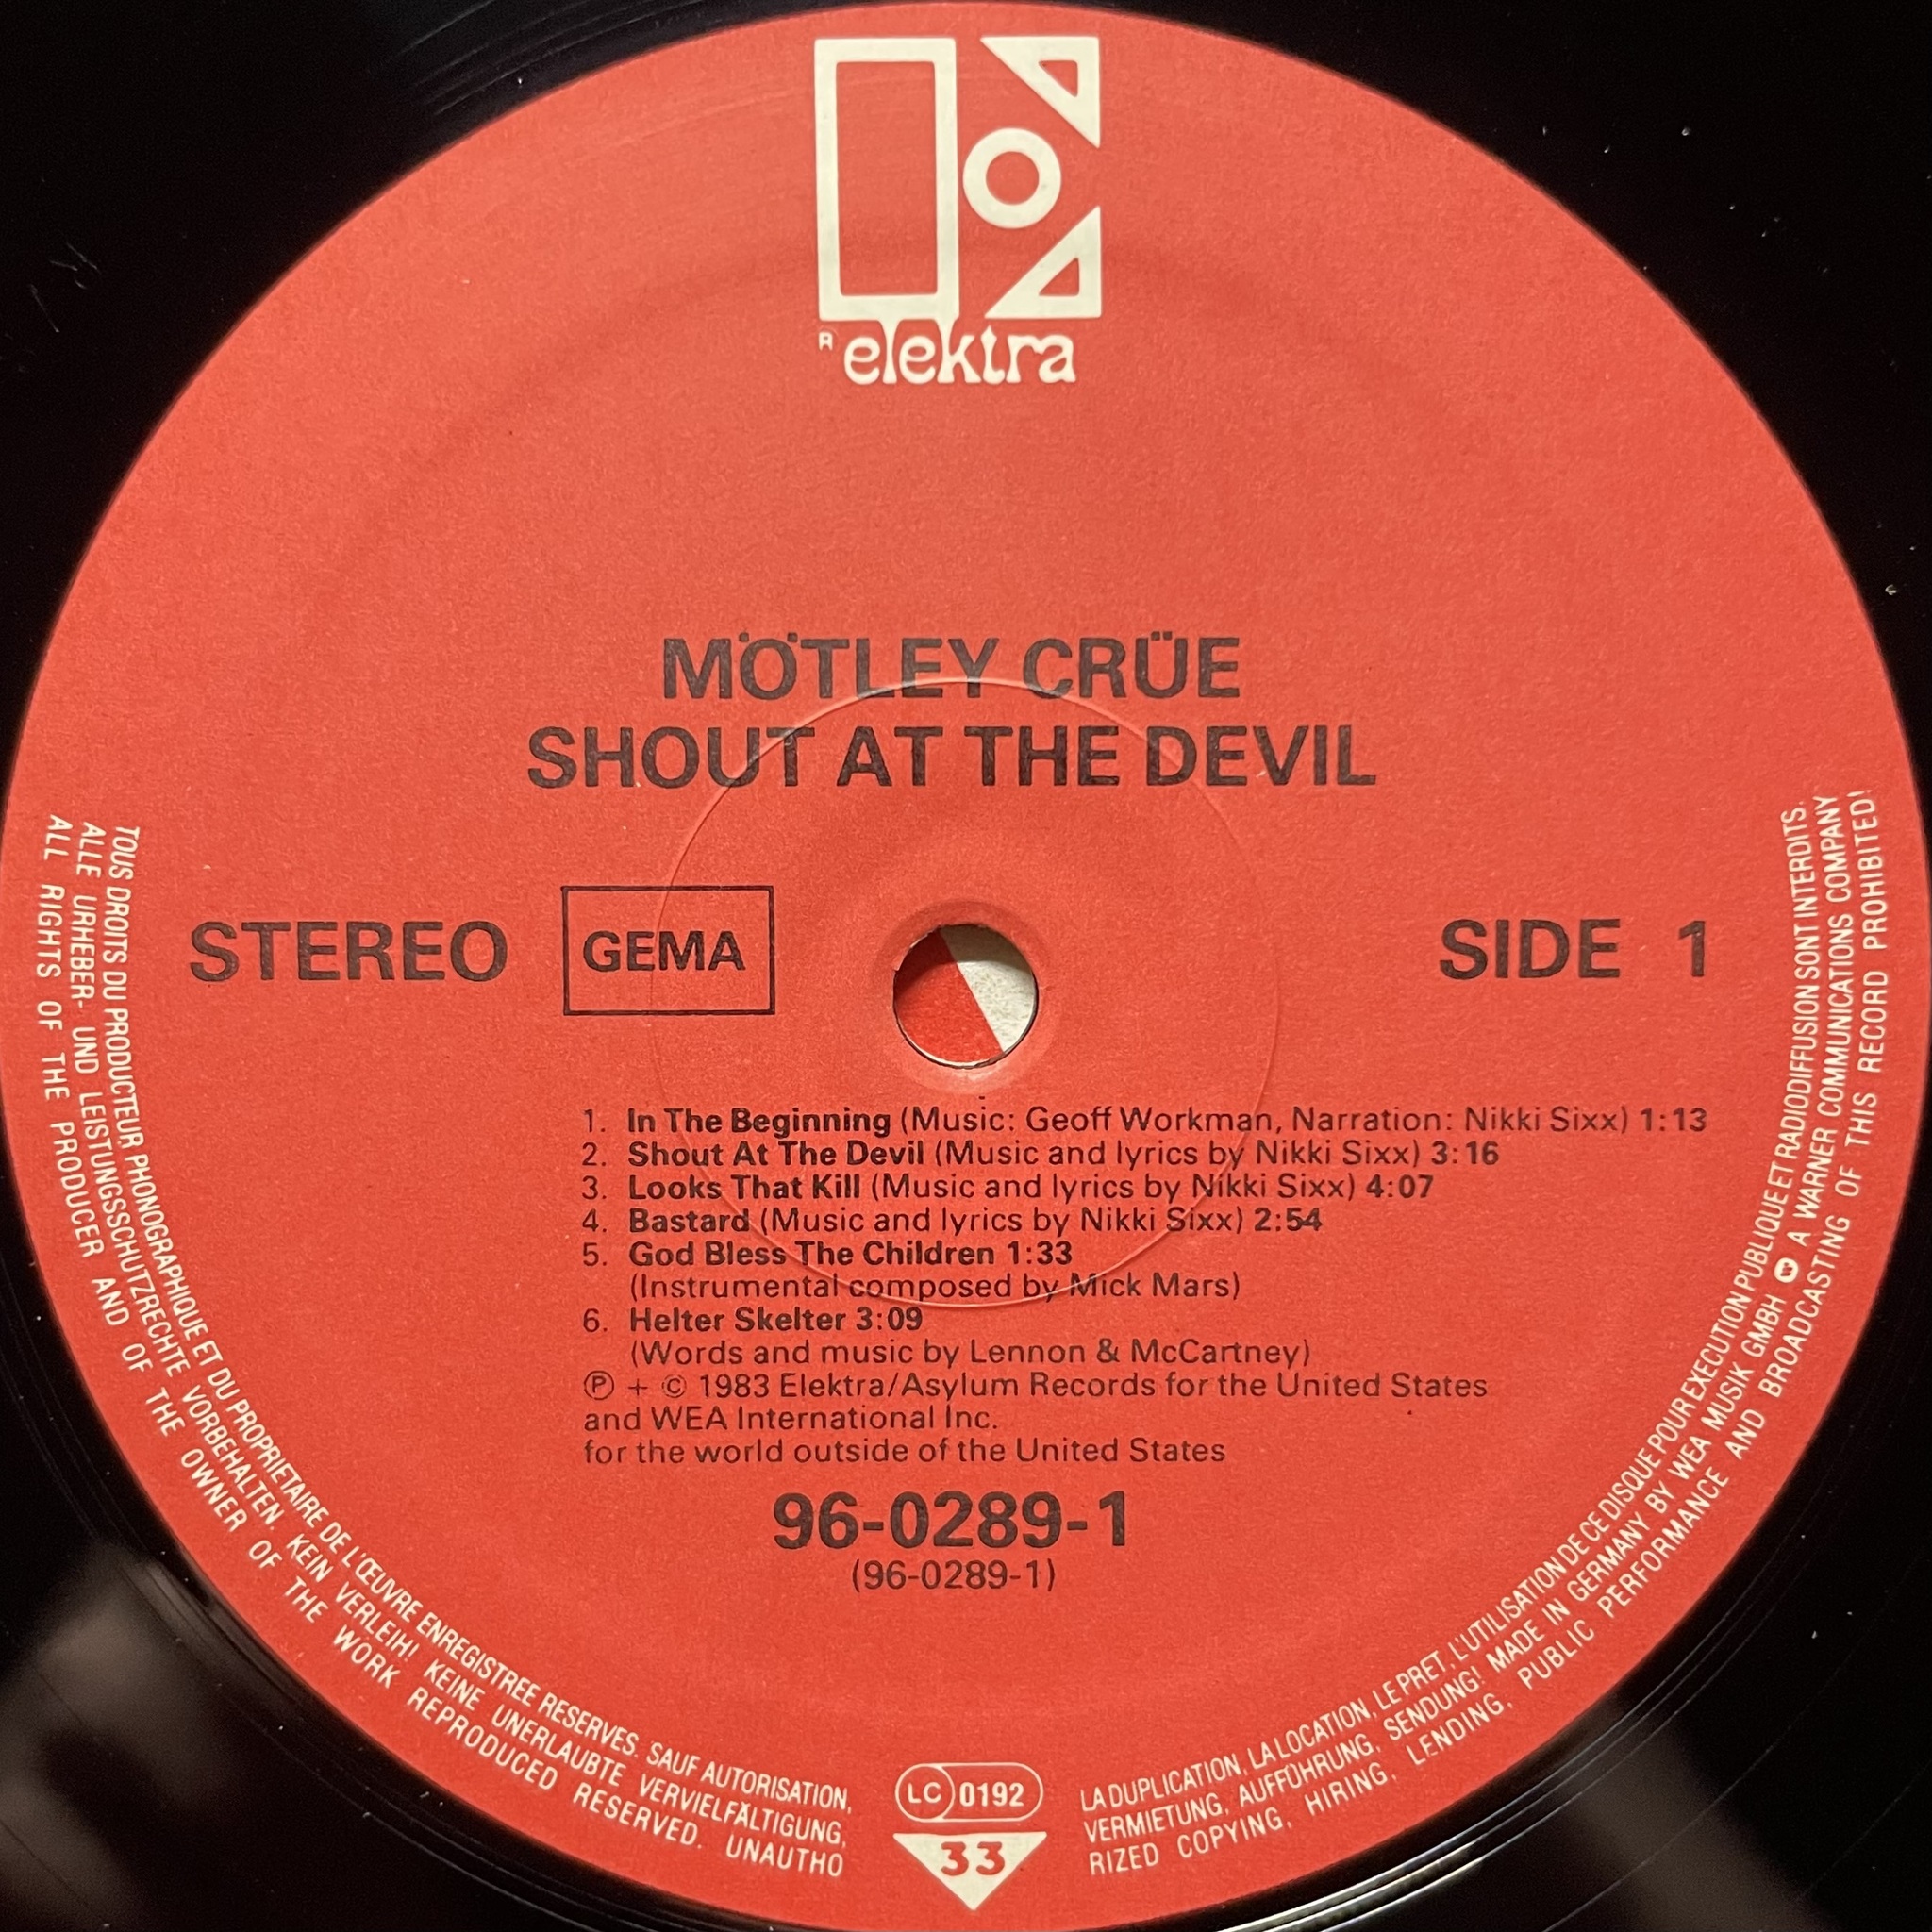 R elektra
MÖTLEY CRÜE
SHOUT AT THE DEVIL
STEREO GEMA SIDE 1
1. In The Beginning (Music: Geoff Workman, Narration: Nikki Sixx) 1:13
2. Shout At The Devil (Music and lyrics by Nikki Sixx) 3:16
3. Looks That Kill (Music and lyrics by Nikki Sixx) 4:07
4. Bastard (Music and lyrics by Nikki Sixx) 2:54
5. God Bless The Children 1:33
(Instrumental composed by Mick Mars)
6. Helter Skelter 3:09
(Words and music by Lennon & McCartney)
℗ + © 1983 Elektra/Asylum Records for the United States
and WEA International Inc.
for the world outside of the United States
96-0289-1
(96-0289-1)
TOUS DROITS DU PRODUCTEUR PHONOGRAPHIQUE ET DU PROPRIETAIRE DE L'ŒUVRE ENREGISTREE RESERVES. SAUF AUTORISATION, LA DUPLICATION, LA LOCATION, LE PRET, L'UTILISATION DE CE DISQUE POUR EXECUTION PUBLIQUE ET RADIODIFFUSION SONT INTERDITS.
ALLE URHEBER- UND LEISTUNGSSCHUTZRECHTE VORBEHALTEN. KEIN VERLEIH! KEINE UNERLAUBTE VERVIELFÄLTIGUNG, VERMIETUNG, AUFFÜHRUNG, SENDUNG! MADE IN GERMANY BY WEA MUSIK GMBH W A WARNER COMMUNICATIONS COMPANY
ALL RIGHTS OF THE PRODUCER AND OF THE OWNER OF THE WORK REPRODUCED RESERVED. UNAUTHORIZED COPYING, HIRING, LENDING, PUBLIC PERFORMANCE AND BROADCASTING OF THIS RECORD PROHIBITED!
LC 0192
33